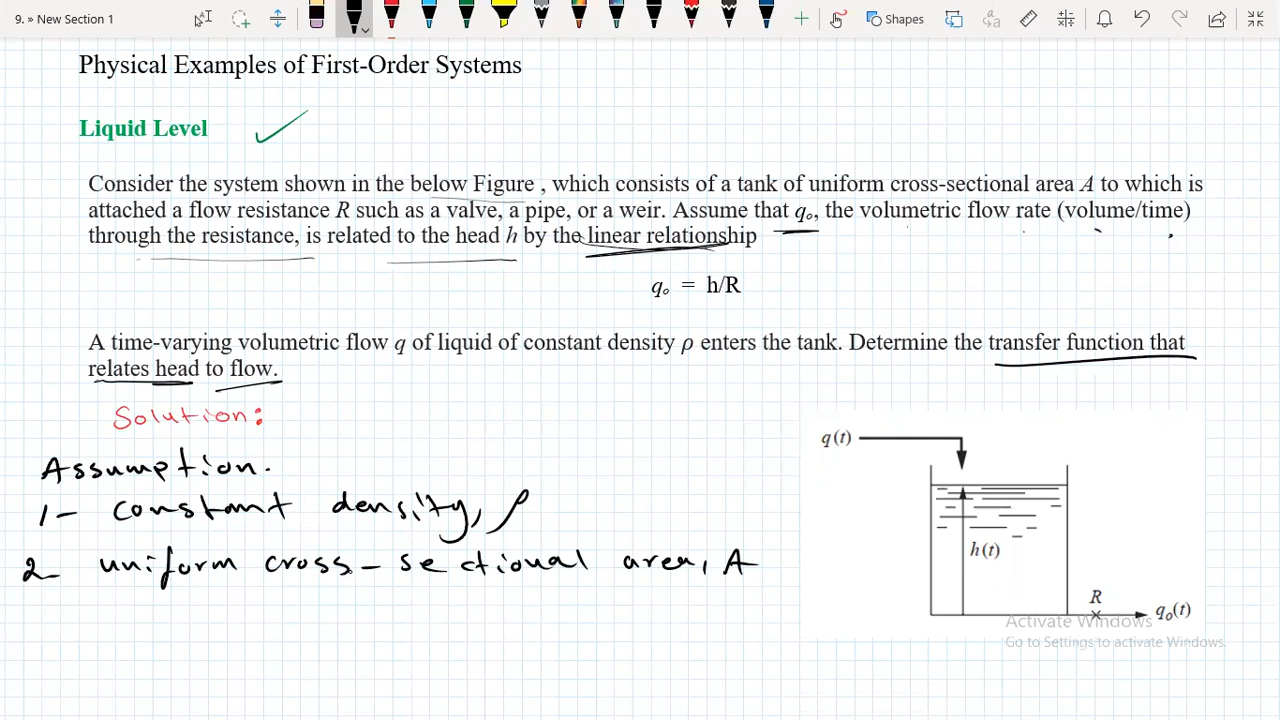 9. » New Section 1
Shapes
Physical Examples of First-Order Systems
Liquid Level
Consider the system shown in the below Figure , which consists of a tank of uniform cross-sectional area A to which is
attached a flow resistance R such as a valve, a pipe, or a weir. Assume that qo, the volumetric flow rate (volume/time)
through the resistance, is related to the head h by the linear relationship
qo = h/R
A time-varying volumetric flow q of liquid of constant density ρ enters the tank. Determine the transfer function that
relates head to flow.
Solution:
Assumption.
1- constant density, ρ
2- uniform cross-sectional area, A
q(t)
h(t)
R
qo(t)
Activate Windows
Go to Settings to activate Windows.